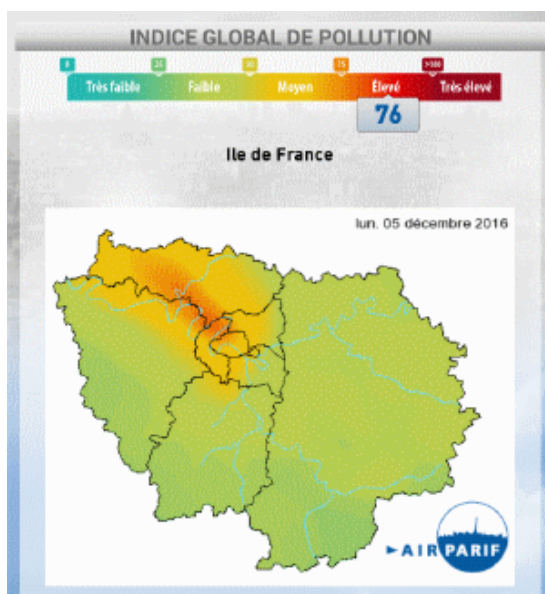 INDICE GLOBAL DE POLLUTION
0 25 50 75 >100
Très faible Faible Moyen Élevé Très élevé
76
Ile de France
lun. 05 décembre 2016
AIRPARIF